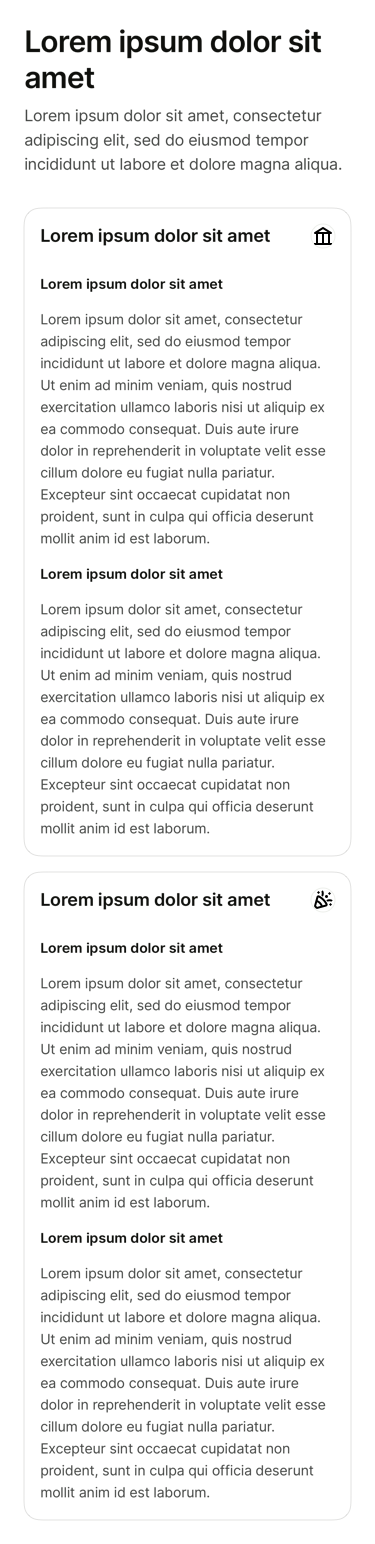 Lorem ipsum dolor sit
amet
Lorem ipsum dolor sit amet, consectetur
adipiscing elit, sed do eiusmod tempor
incididunt ut labore et dolore magna aliqua.
Lorem ipsum dolor sit amet
Lorem ipsum dolor sit amet
Lorem ipsum dolor sit amet, consectetur
adipiscing elit, sed do eiusmod tempor
incididunt ut labore et dolore magna aliqua.
Ut enim ad minim veniam, quis nostrud
exercitation ullamco laboris nisi ut aliquip ex
ea commodo consequat. Duis aute irure
dolor in reprehenderit in voluptate velit esse
cillum dolore eu fugiat nulla pariatur.
Excepteur sint occaecat cupidatat non
proident, sunt in culpa qui officia deserunt
mollit anim id est laborum.
Lorem ipsum dolor sit amet
Lorem ipsum dolor sit amet, consectetur
adipiscing elit, sed do eiusmod tempor
incididunt ut labore et dolore magna aliqua.
Ut enim ad minim veniam, quis nostrud
exercitation ullamco laboris nisi ut aliquip ex
ea commodo consequat. Duis aute irure
dolor in reprehenderit in voluptate velit esse
cillum dolore eu fugiat nulla pariatur.
Excepteur sint occaecat cupidatat non
proident, sunt in culpa qui officia deserunt
mollit anim id est laborum.
Lorem ipsum dolor sit amet
Lorem ipsum dolor sit amet
Lorem ipsum dolor sit amet, consectetur
adipiscing elit, sed do eiusmod tempor
incididunt ut labore et dolore magna aliqua.
Ut enim ad minim veniam, quis nostrud
exercitation ullamco laboris nisi ut aliquip ex
ea commodo consequat. Duis aute irure
dolor in reprehenderit in voluptate velit esse
cillum dolore eu fugiat nulla pariatur.
Excepteur sint occaecat cupidatat non
proident, sunt in culpa qui officia deserunt
mollit anim id est laborum.
Lorem ipsum dolor sit amet
Lorem ipsum dolor sit amet, consectetur
adipiscing elit, sed do eiusmod tempor
incididunt ut labore et dolore magna aliqua.
Ut enim ad minim veniam, quis nostrud
exercitation ullamco laboris nisi ut aliquip ex
ea commodo consequat. Duis aute irure
dolor in reprehenderit in voluptate velit esse
cillum dolore eu fugiat nulla pariatur.
Excepteur sint occaecat cupidatat non
proident, sunt in culpa qui officia deserunt
mollit anim id est laborum.